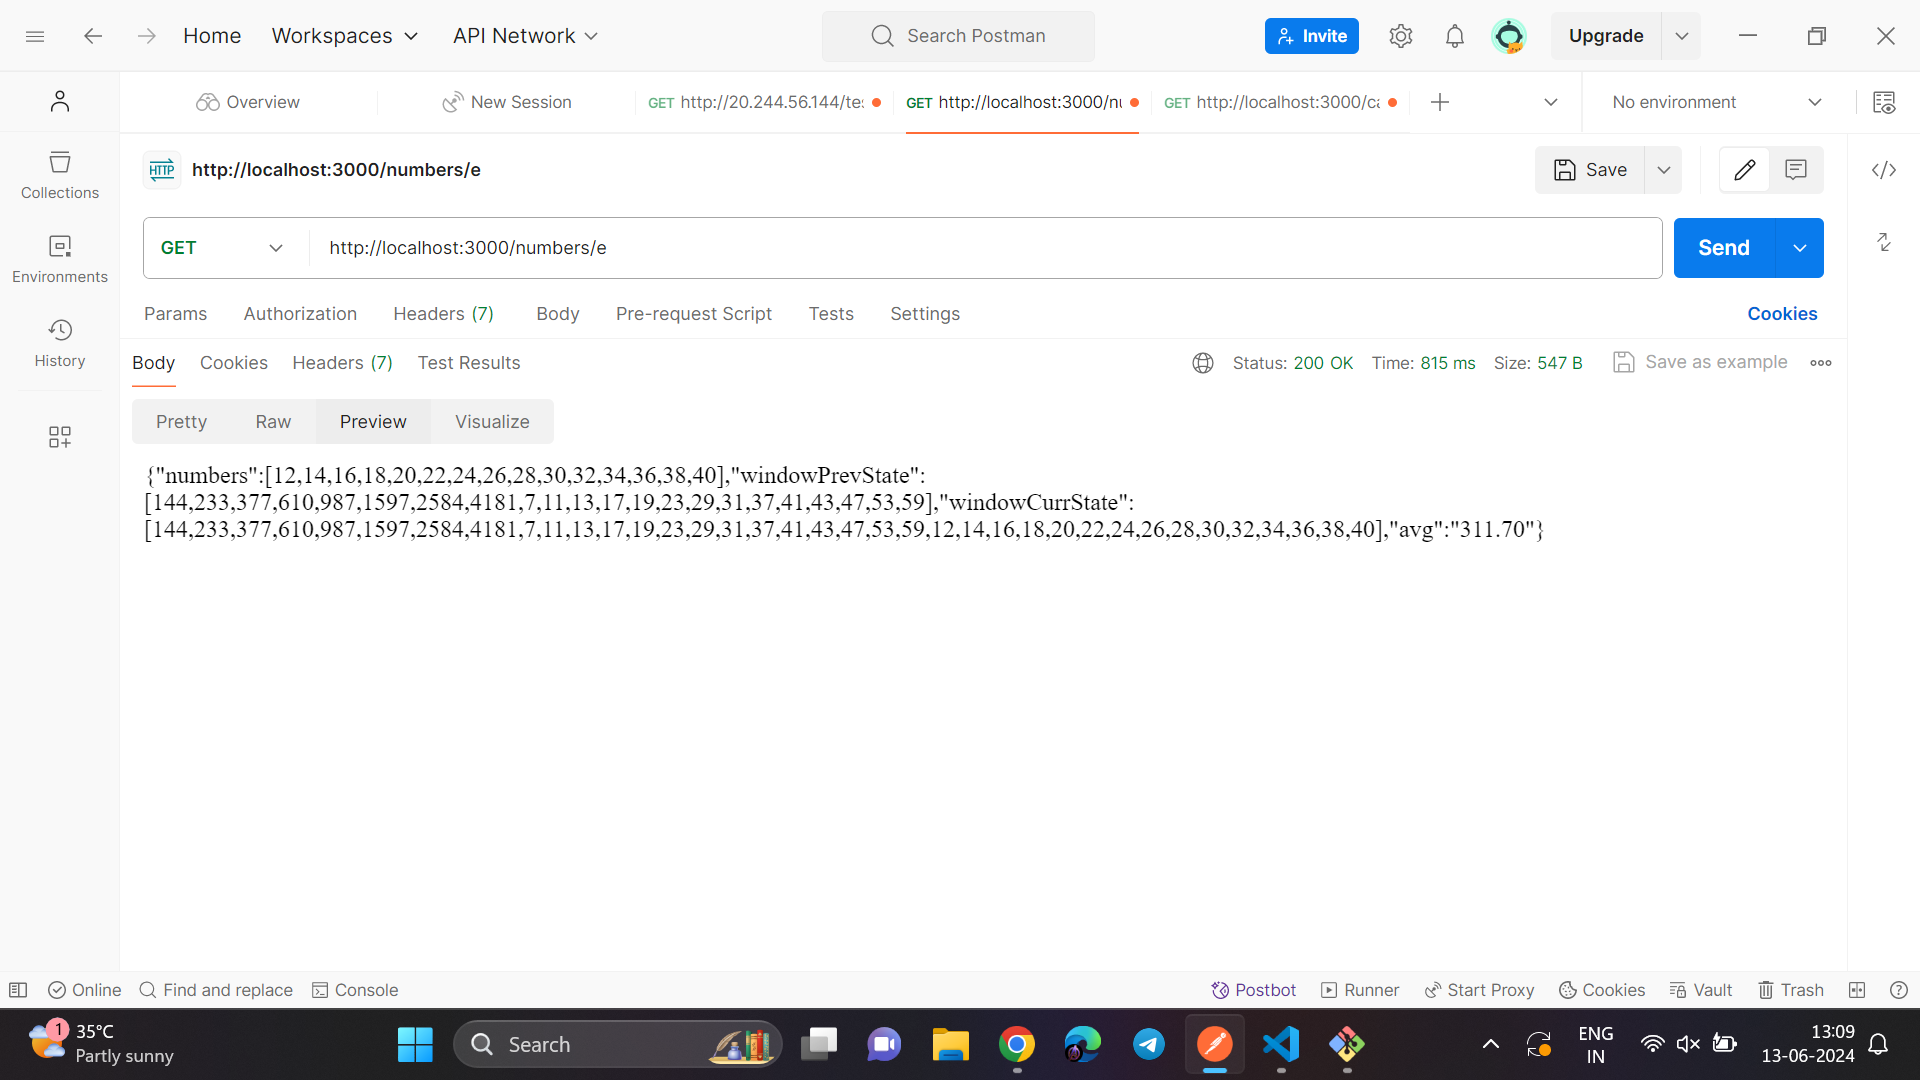 Home
Workspaces
API Network
Search Postman
Invite
Upgrade
Overview
New Session
GET http://20.244.56.144/te
GET http://localhost:3000/nu
GET http://localhost:3000/ca
No environment
Collections
Environments
History
HTTP
http://localhost:3000/numbers/e
Save
GET
http://localhost:3000/numbers/e
Send
Params
Authorization
Headers (7)
Body
Pre-request Script
Tests
Settings
Cookies
Body
Cookies
Headers (7)
Test Results
Status: 200 OK
Time: 815 ms
Size: 547 B
Save as example
Pretty
Raw
Preview
Visualize
{"numbers":[12,14,16,18,20,22,24,26,28,30,32,34,36,38,40],"windowPrevState":
[144,233,377,610,987,1597,2584,4181,7,11,13,17,19,23,29,31,37,41,43,47,53,59],"windowCurrState":
[144,233,377,610,987,1597,2584,4181,7,11,13,17,19,23,29,31,37,41,43,47,53,59,12,14,16,18,20,22,24,26,28,30,32,34,36,38,40],"avg":"311.70"}
Online
Find and replace
Console
Postbot
Runner
Start Proxy
Cookies
Vault
Trash
1
35°C
Partly sunny
Search
ENG
IN
13:09
13-06-2024